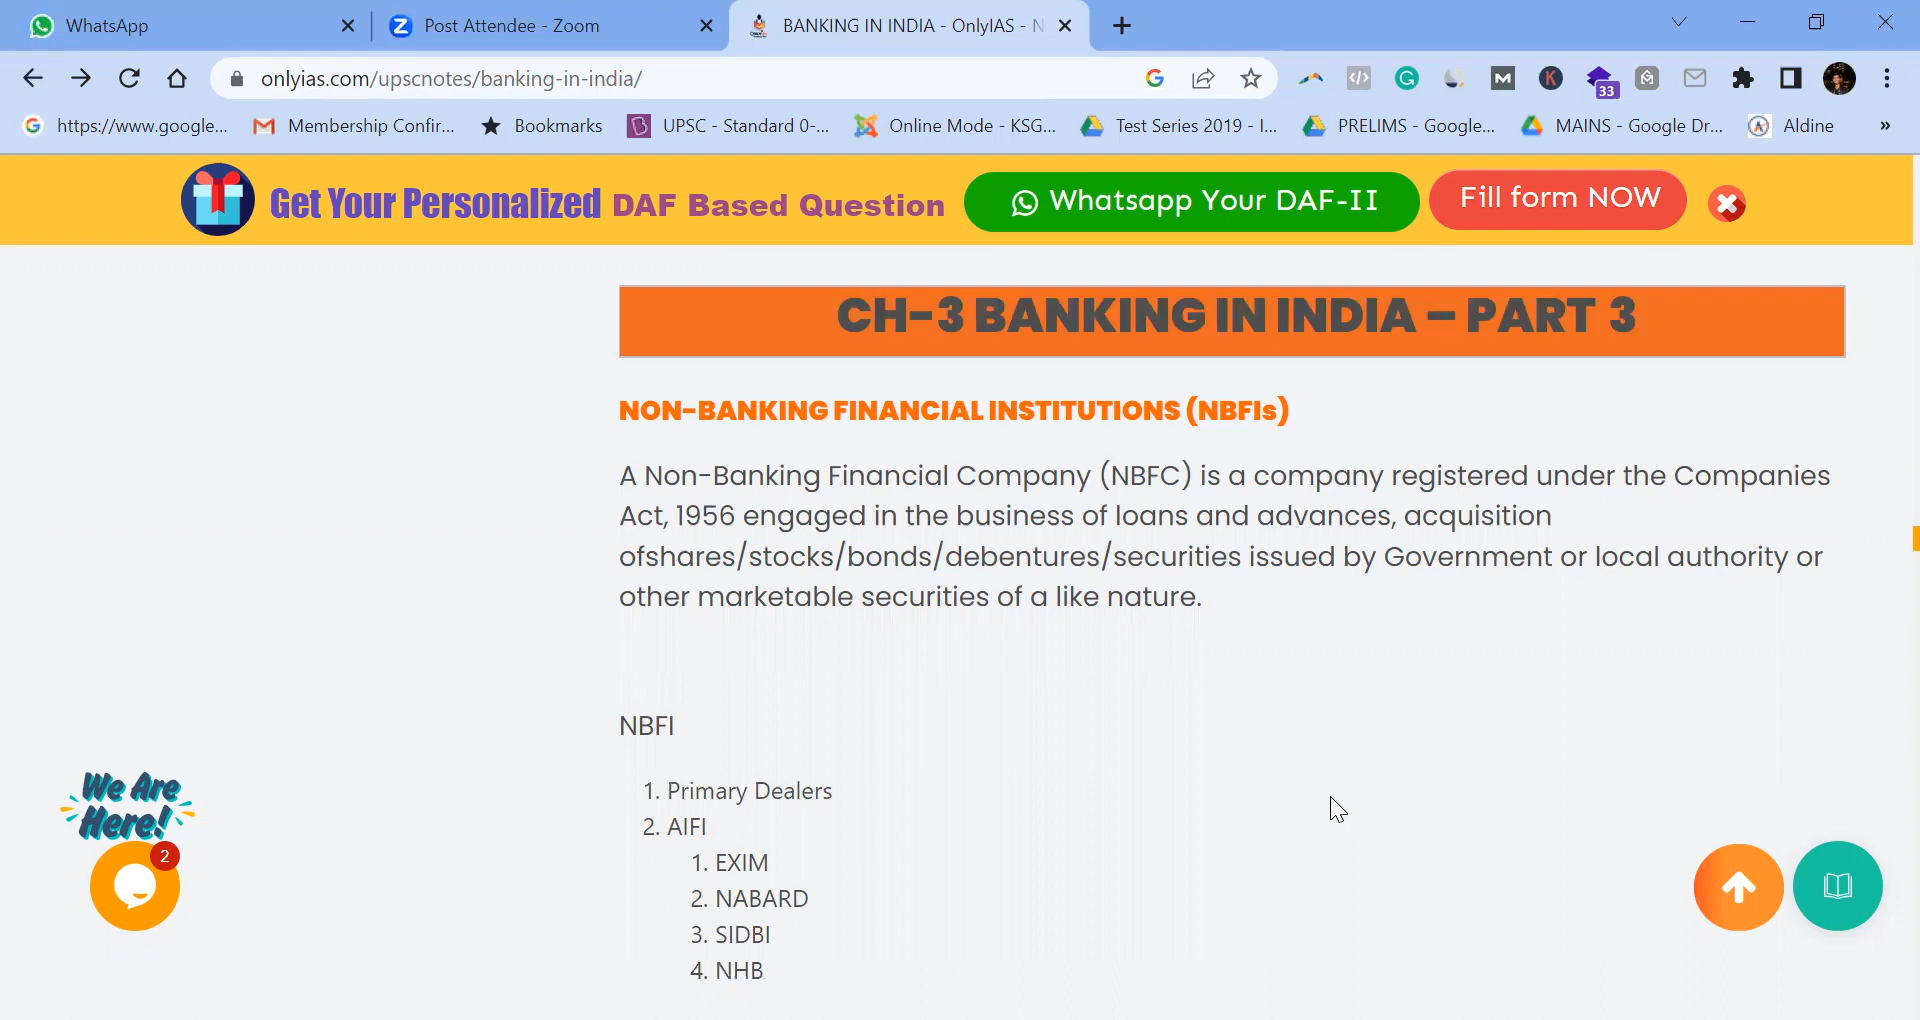 WhatsApp
Post Attendee - Zoom
BANKING IN INDIA - OnlyIAS - N
onlyias.com/upscnotes/banking-in-india/
33
https://www.google...
Membership Confir...
Bookmarks
UPSC - Standard 0-...
Online Mode - KSG...
Test Series 2019 - I...
PRELIMS - Google...
MAINS - Google Dr...
Aldine
»
Get Your Personalized DAF Based Question
Whatsapp Your DAF-II
Fill form NOW
CH-3 BANKING IN INDIA – PART 3
NON-BANKING FINANCIAL INSTITUTIONS (NBFIs)
A Non-Banking Financial Company (NBFC) is a company registered under the Companies
Act, 1956 engaged in the business of loans and advances, acquisition
ofshares/stocks/bonds/debentures/securities issued by Government or local authority or
other marketable securities of a like nature.
NBFI
1. Primary Dealers
2. AIFI
1. EXIM
2. NABARD
3. SIDBI
4. NHB
We Are
Here!
2